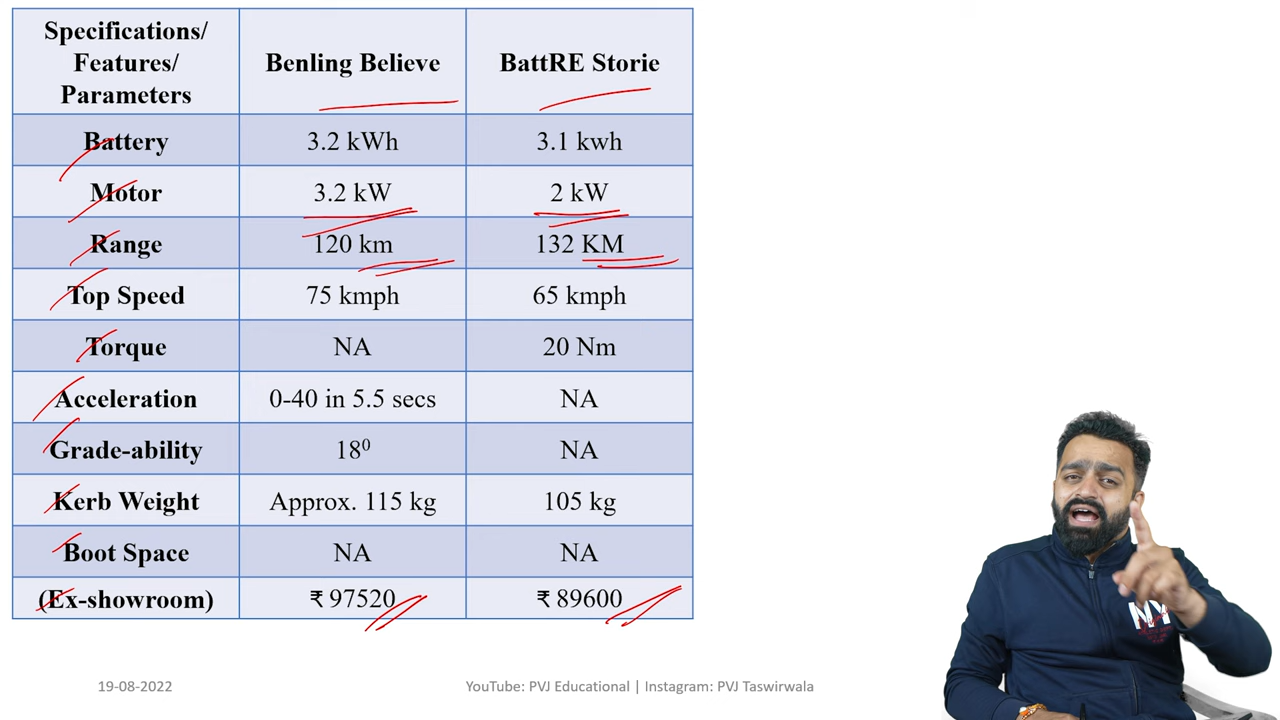 Specifications/
Features/
Parameters
Benling Believe
BattRE Storie
Battery
3.2 kWh
3.1 kwh
Motor
3.2 kW
2 kW
Range
120 km
132 KM
Top Speed
75 kmph
65 kmph
Torque
NA
20 Nm
Acceleration
0-40 in 5.5 secs
NA
Grade-ability
18⁰
NA
Kerb Weight
Approx. 115 kg
105 kg
Boot Space
NA
NA
(Ex-showroom)
₹ 97520
₹ 89600
NY
19-08-2022
YouTube: PVJ Educational | Instagram: PVJ Taswirwala